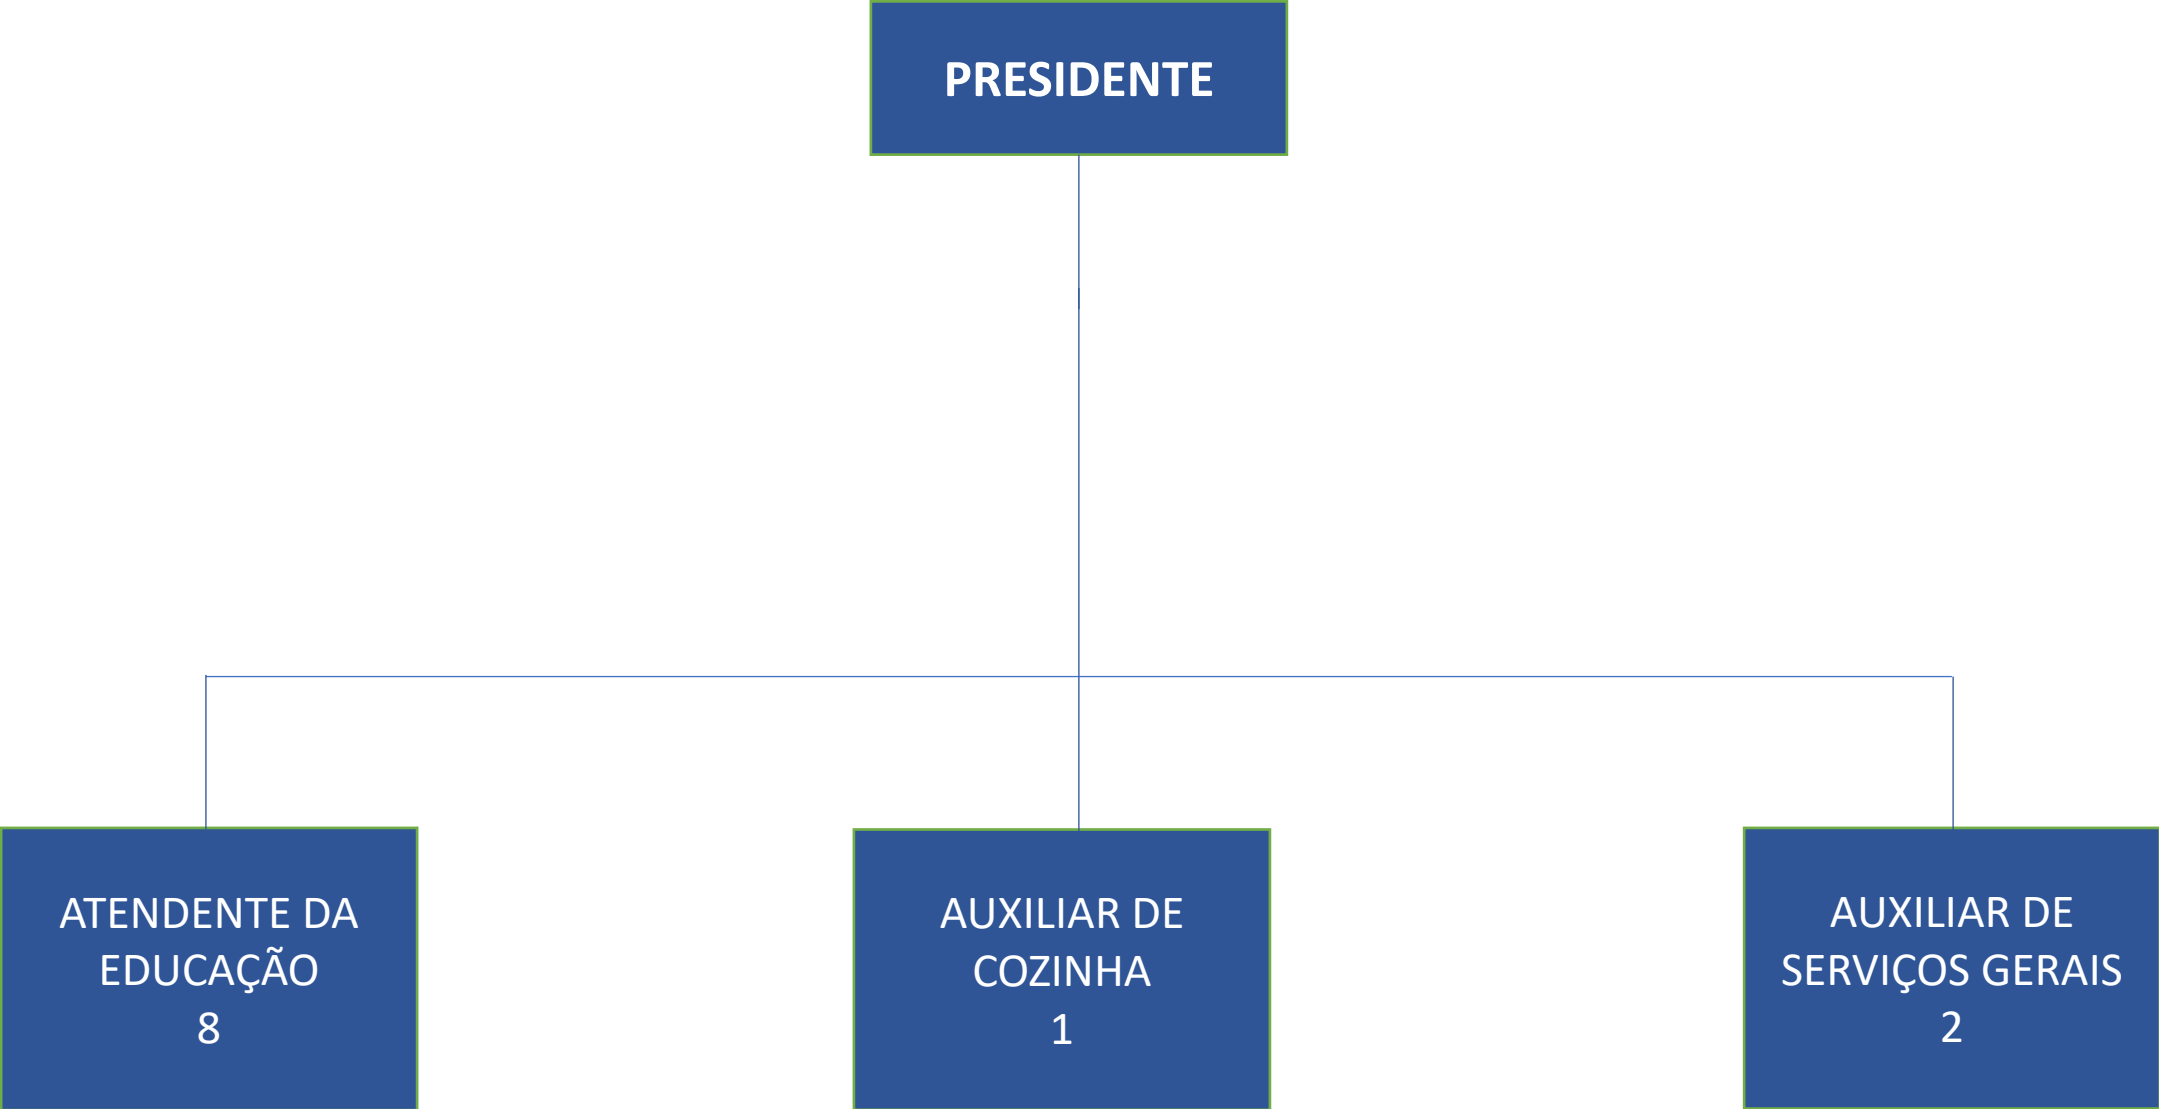 PRESIDENTE
ATENDENTE DA
EDUCAÇÃO
8
AUXILIAR DE
COZINHA
1
AUXILIAR DE
SERVIÇOS GERAIS
2